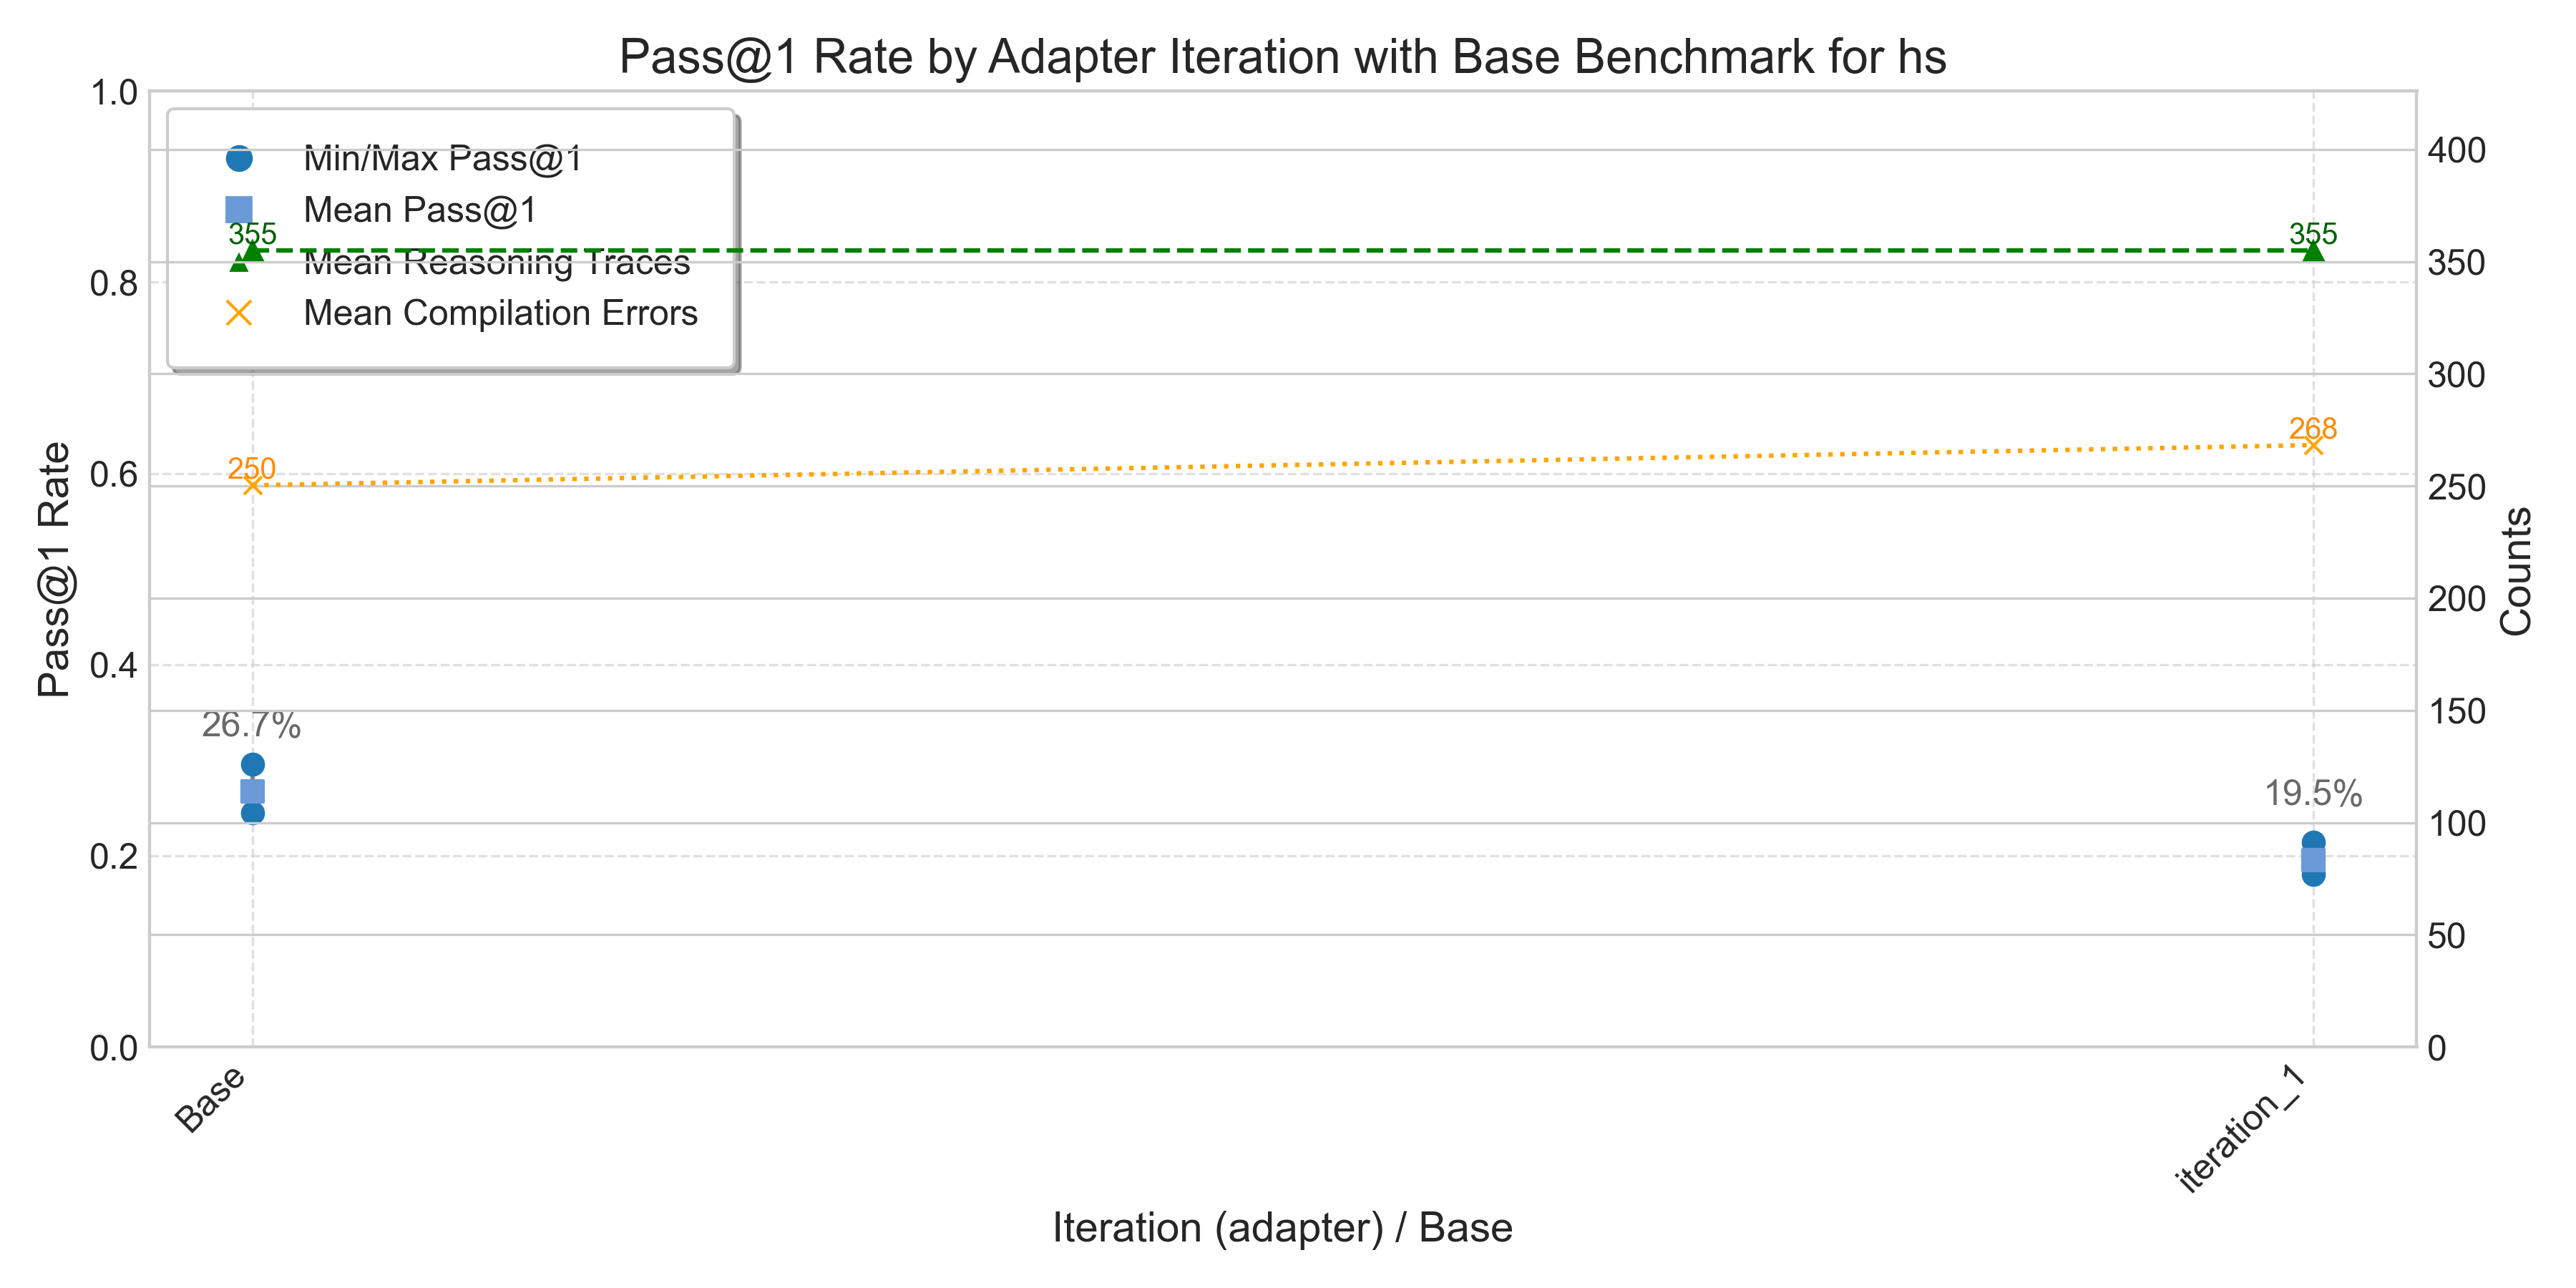 Pass@1 Rate by Adapter Iteration with Base Benchmark for hs
1.0
0.8
0.6
0.4
0.2
0.0
Pass@1 Rate
Min/Max Pass@1
Mean Pass@1
Mean Reasoning Traces
Mean Compilation Errors
355
355
250
268
26.7%
19.5%
400
350
300
250
200
150
100
50
0
Counts
Base
iteration_1
Iteration (adapter) / Base